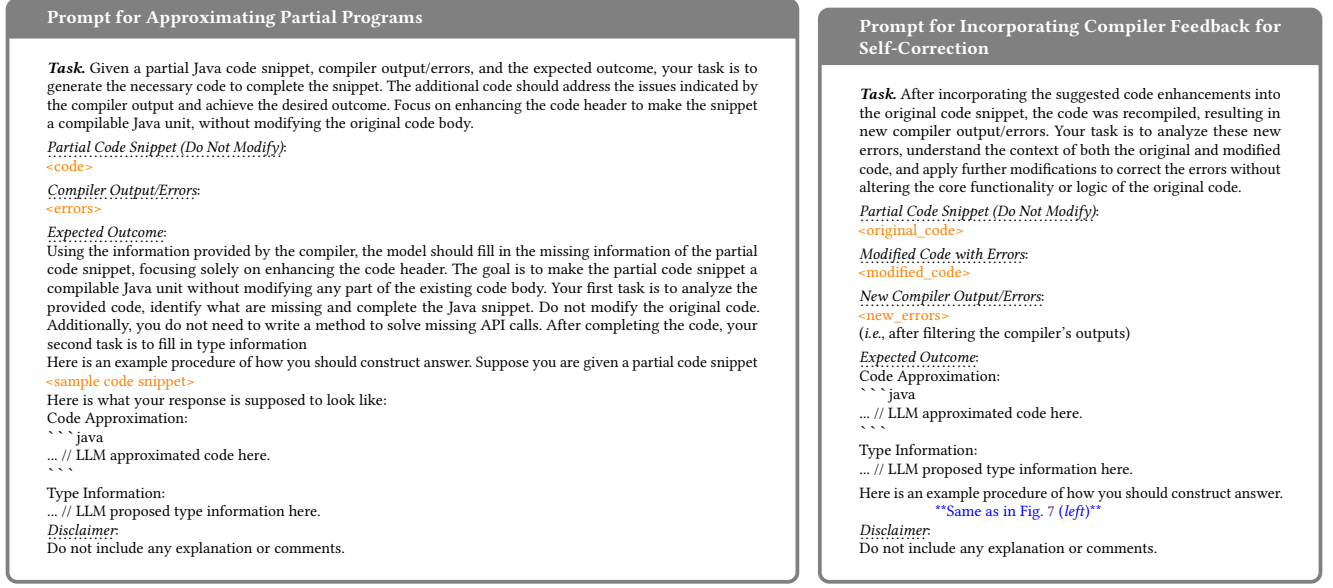 Prompt for Approximating Partial Programs
Task. Given a partial Java code snippet, compiler output/errors, and the expected outcome, your task is to
generate the necessary code to complete the snippet. The additional code should address the issues indicated by
the compiler output and achieve the desired outcome. Focus on enhancing the code header to make the snippet
a compilable Java unit, without modifying the original code body.
Partial Code Snippet (Do Not Modify):
<code>
Compiler Output/Errors:
<errors>
Expected Outcome:
Using the information provided by the compiler, the model should fill in the missing information of the partial
code snippet, focusing solely on enhancing the code header. The goal is to make the partial code snippet a
compilable Java unit without modifying any part of the existing code body. Your first task is to analyze the
provided code, identify what are missing and complete the Java snippet. Do not modify the original code.
Additionally, you do not need to write a method to solve missing API calls. After completing the code, your
second task is to fill in type information
Here is an example procedure of how you should construct answer. Suppose you are given a partial code snippet
<sample code snippet>
Here is what your response is supposed to look like:
Code Approximation:
```java
... // LLM approximated code here.
```
Type Information:
... // LLM proposed type information here.
Disclaimer:
Do not include any explanation or comments.
Prompt for Incorporating Compiler Feedback for
Self-Correction
Task. After incorporating the suggested code enhancements into
the original code snippet, the code was recompiled, resulting in
new compiler output/errors. Your task is to analyze these new
errors, understand the context of both the original and modified
code, and apply further modifications to correct the errors without
altering the core functionality or logic of the original code.
Partial Code Snippet (Do Not Modify):
<original_code>
Modified Code with Errors:
<modified_code>
New Compiler Output/Errors:
<new_errors>
(i.e., after filtering the compiler's outputs)
Expected Outcome:
Code Approximation:
```java
... // LLM approximated code here.
```
Type Information:
... // LLM proposed type information here.
Here is an example procedure of how you should construct answer.
**Same as in Fig. 7 (left)**
Disclaimer:
Do not include any explanation or comments.